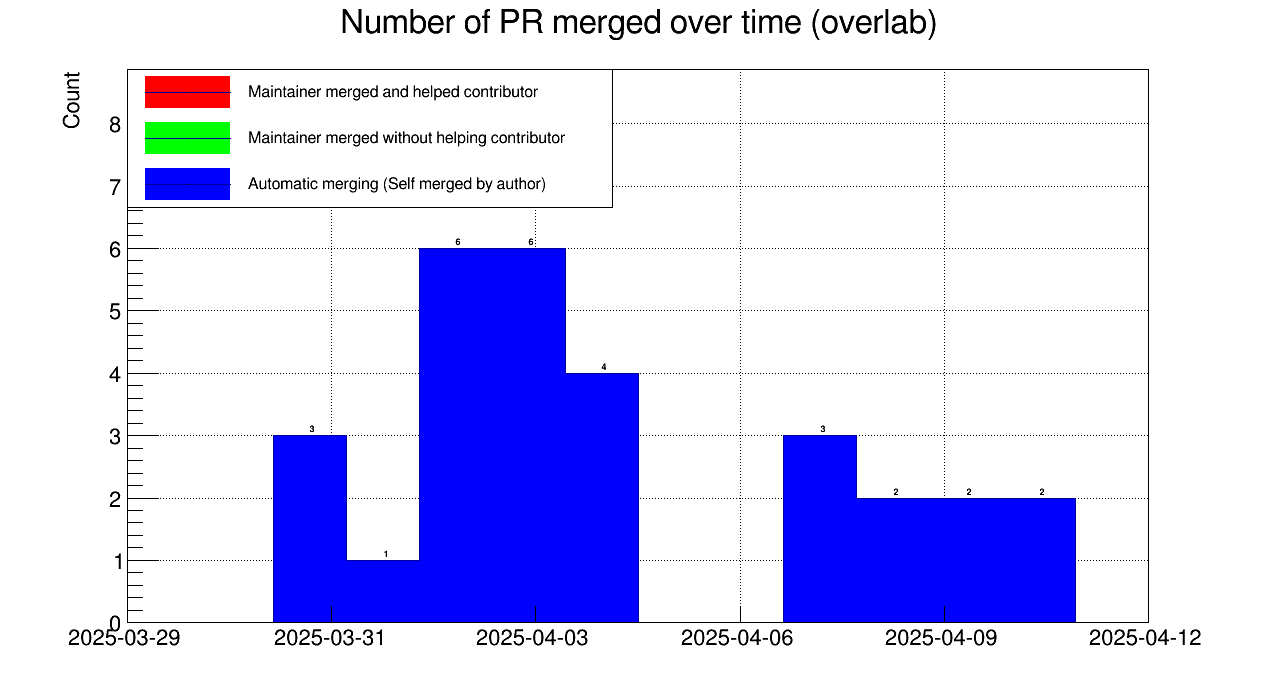 Number of PR merged over time (overlab)
Count
Maintainer merged and helped contributor
Maintainer merged without helping contributor
Automatic merging (Self merged by author)
8
7
6
5
4
3
2
1
0
6 6
4
3 3
2 2 2
1
2025-03-29 2025-03-31 2025-04-03 2025-04-06 2025-04-09 2025-04-12